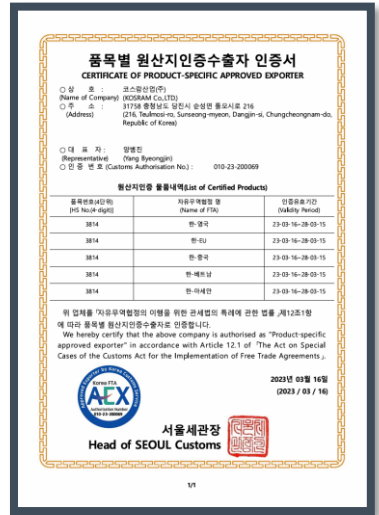 품목별 원산지인증수출자 인증서
CERTIFICATE OF PRODUCT-SPECIFIC APPROVED EXPORTER
○ 상 호 : 코스람산업(주)
(Name of Company) (KOSRAM Co.,LTD)
○ 주 소 : 31758 충청남도 당진시 순성면 틀모시로 216
(Address) (216, Teulmosi-ro, Sunseong-myeon, Dangjin-si, Chungcheongnam-do,
Republic of Korea)
○ 대 표 자 : 양병진
(Representative) (Yang Byeongjin)
○ 인 증 번 호 (Customs Authorisation No.) : 010-23-200069
원산지인증 물품내역(List of Certified Products)
품목번호(4단위) 자유무역협정 명 인증유효기간
[HS No.(4-digit)] (Name of FTA) (Validity Period)
3814 한-영국 23-03-16~28-03-15
3814 한-EU 23-03-16~28-03-15
3814 한-중국 23-03-16~28-03-15
3814 한-베트남 23-03-16~28-03-15
3814 한-아세안 23-03-16~28-03-15
위 업체를 「자유무역협정의 이행을 위한 관세법의 특례에 관한 법률」제12조1항
에 따라 품목별 원산지인증수출자로 인증합니다.
We hereby certify that the above company is authorised as "Product-specific
approved exporter" in accordance with Article 12.1 of 「The Act on Special
Cases of the Customs Act for the Implementation of Free Trade Agreements」.
Approved Exporter by Korea Customs Service
Korea FTA
AEX
Authorization Number
010-23-200069
2023년 03월 16일
(2023 / 03 / 16)
서울세관장
Head of SEOUL Customs
1/1